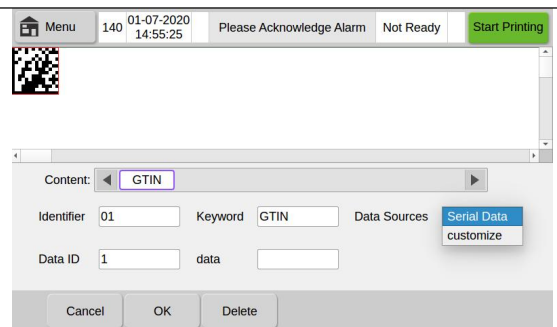 Menu 140 01-07-2020 14:55:25 Please Acknowledge Alarm Not Ready Start Printing
Content: GTIN
Identifier 01 Keyword GTIN Data Sources Serial Data
customize
Data ID 1 data
Cancel OK Delete